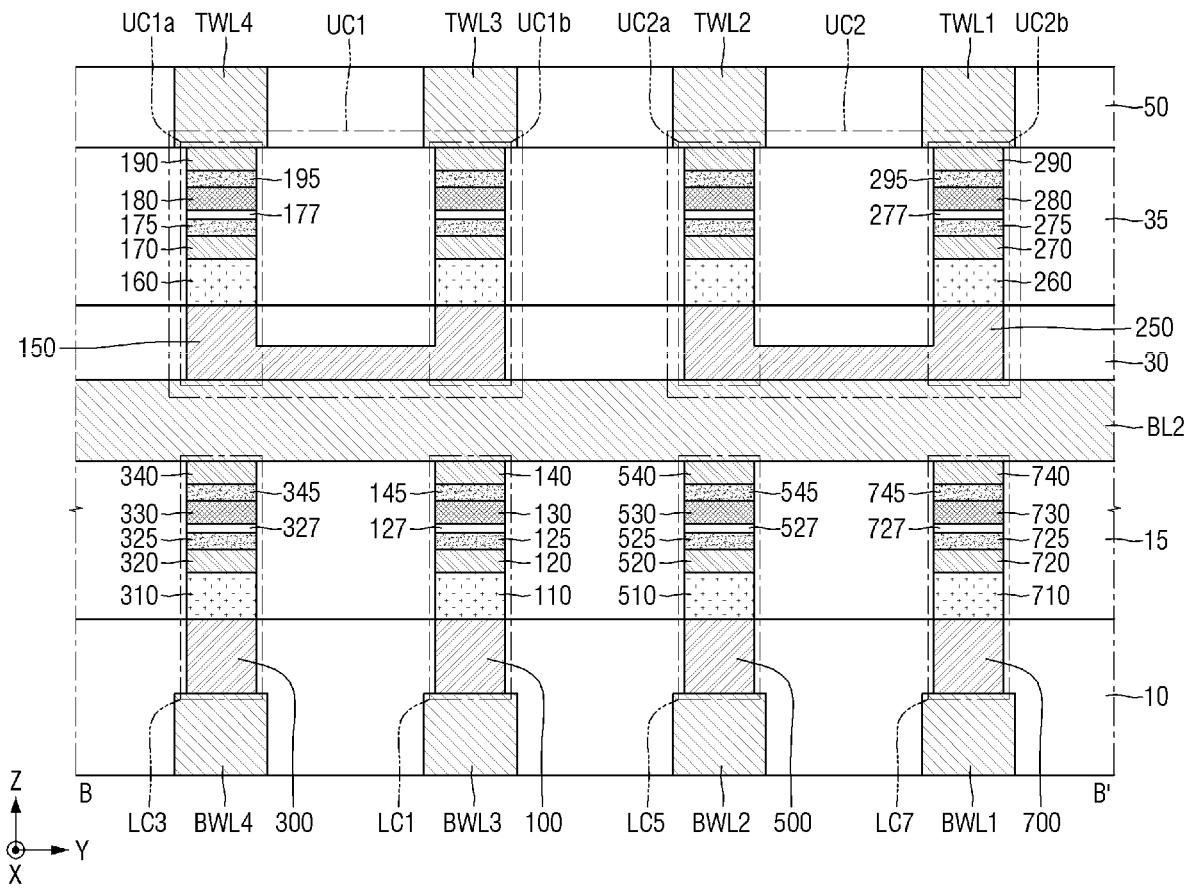 UC1a TWL4 UC1 TWL3 UC1b UC2a TWL2 UC2 TWL1 UC2b
50
190 290
195 295
180 280
177 277
175 275 35
170 270
160 260
150 250
30
BL2
340 140 540 740
345 145 545 745
330 130 530 730
327 127 527 727
325 125 525 725 15
320 120 520 720
310 110 510 710
10
Z
B B'
LC3 BWL4 300 LC1 BWL3 100 LC5 BWL2 500 LC7 BWL1 700
Y
X